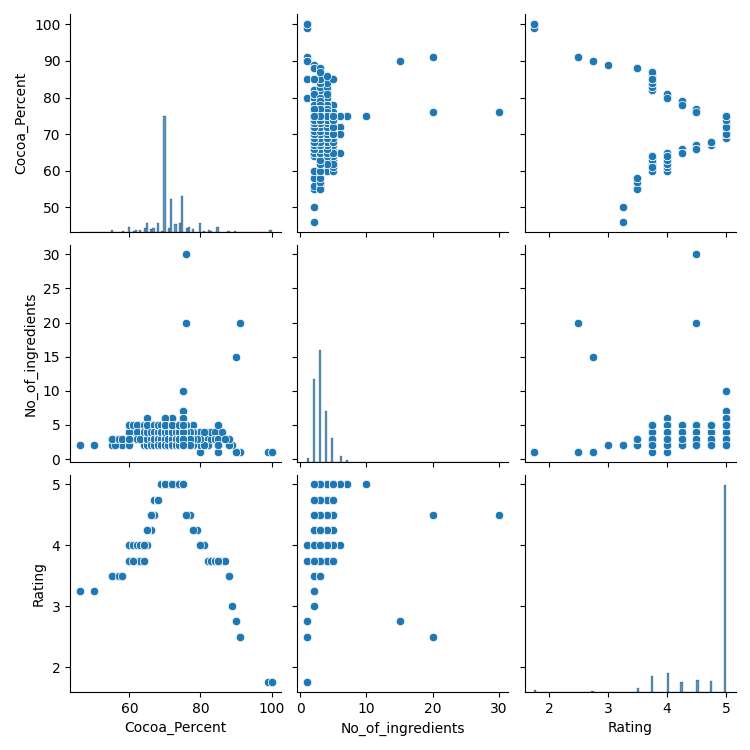 100
90
80
70
60
50
Cocoa_Percent
30
25
20
15
10
5
0
No_of_ingredients
5
4
3
2
Rating
60 80 100
0 10 20 30
2 3 4 5
Cocoa_Percent
No_of_ingredients
Rating